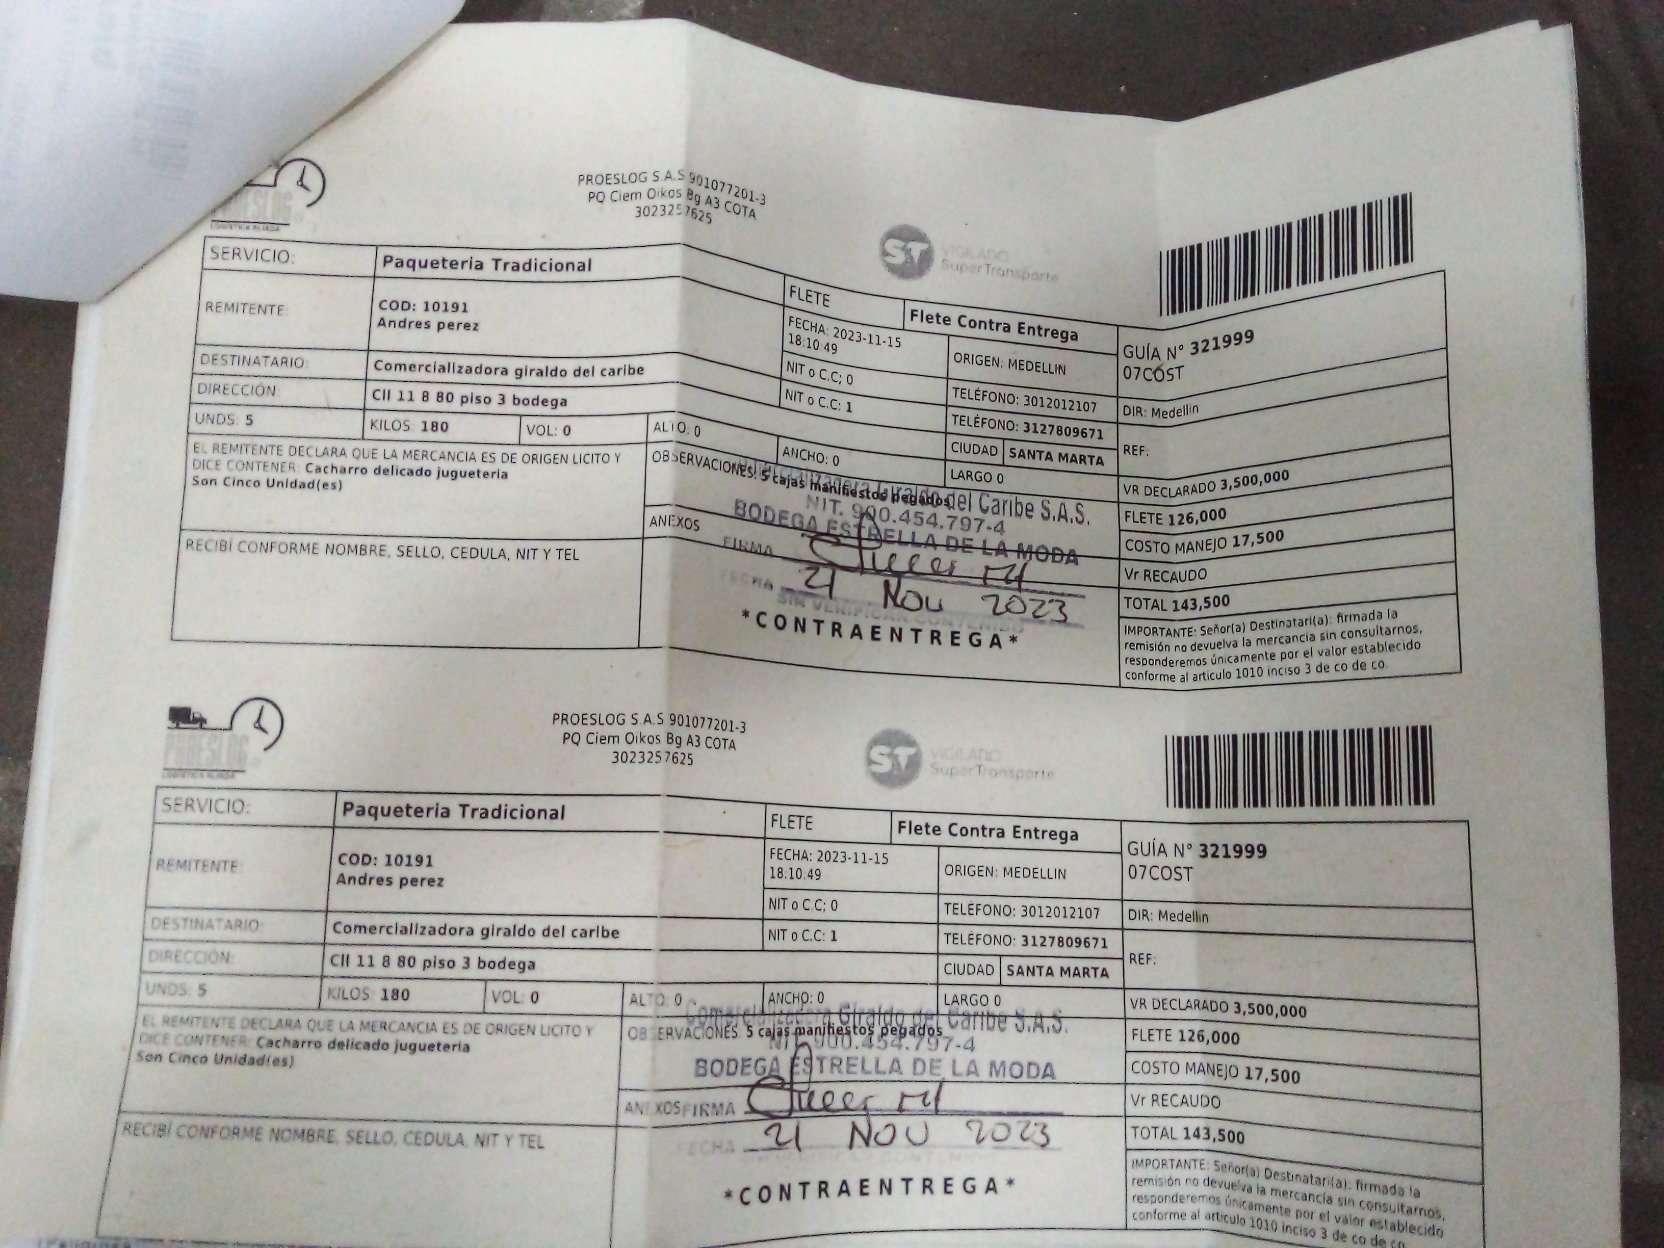 PROESLOG
LOGISTICA ALIADA
PROESLOG S.A.S 901077201-3
PQ Ciem Oikos Bg A3 COTA
3023257625
ST VIGILADO
SuperTransporte
SERVICIO: Paqueteria Tradicional
FLETE Flete Contra Entrega
REMITENTE: COD: 10191
Andres perez
FECHA: 2023-11-15
18:10:49
ORIGEN: MEDELLIN
GUÍA N° 321999
07COST
NIT o C.C; 0
TELÉFONO: 3012012107
DIR: Medellin
DESTINATARIO: Comercializadora giraldo del caribe
NIT o C.C: 1
TELÉFONO: 3127809671
REF:
DIRECCIÓN: Cll 11 8 80 piso 3 bodega
CIUDAD SANTA MARTA
UNDS: 5 KILOS: 180 VOL: 0 ALTO: 0 ANCHO: 0 LARGO 0
VR DECLARADO 3,500,000
EL REMITENTE DECLARA QUE LA MERCANCIA ES DE ORIGEN LICITO Y
DICE CONTENER: Cacharro delicado jugueteria
Son Cinco Unidad(es)
OBSERVACIONES: 5 cajas manifiestos pegados
Comercializadora Giraldo del Caribe S.A.S.
NIT. 900.454.797-4
BODEGA ESTRELLA DE LA MODA
FLETE 126,000
COSTO MANEJO 17,500
ANEXOS
FIRMA
Vr RECAUDO
FECHA 21 NOV 2023
SIN VERIFICAR CONTENIDO
TOTAL 143,500
RECIBÍ CONFORME NOMBRE, SELLO, CEDULA, NIT Y TEL
*CONTRAENTREGA*
IMPORTANTE: Señor(a) Destinatari(a): firmada la
remisión no devuelva la mercancia sin consultarnos,
responderemos únicamente por el valor establecido
conforme al articulo 1010 inciso 3 de co de co.
PROESLOG
LOGISTICA ALIADA
PROESLOG S.A.S 901077201-3
PQ Ciem Oikos Bg A3 COTA
3023257625
ST VIGILADO
SuperTransporte
SERVICIO: Paqueteria Tradicional
FLETE Flete Contra Entrega
REMITENTE: COD: 10191
Andres perez
FECHA: 2023-11-15
18:10:49
ORIGEN: MEDELLIN
GUÍA N° 321999
07COST
NIT o C.C; 0
TELÉFONO: 3012012107
DIR: Medellin
DESTINATARIO: Comercializadora giraldo del caribe
NIT o C.C: 1
TELÉFONO: 3127809671
REF:
DIRECCIÓN: Cll 11 8 80 piso 3 bodega
CIUDAD SANTA MARTA
UNDS: 5 KILOS: 180 VOL: 0 ALTO: 0 ANCHO: 0 LARGO 0
VR DECLARADO 3,500,000
EL REMITENTE DECLARA QUE LA MERCANCIA ES DE ORIGEN LICITO Y
DICE CONTENER: Cacharro delicado jugueteria
Son Cinco Unidad(es)
OBSERVACIONES: 5 cajas manifiestos pegados
Comercializadora Giraldo del Caribe S.A.S.
NIT. 900.454.797-4
BODEGA ESTRELLA DE LA MODA
FLETE 126,000
COSTO MANEJO 17,500
ANEXOS FIRMA
Vr RECAUDO
FECHA 21 NOV 2023
TOTAL 143,500
RECIBÍ CONFORME NOMBRE, SELLO, CEDULA, NIT Y TEL
*CONTRAENTREGA*
IMPORTANTE: Señor(a) Destinatari(a): firmada la
remisión no devuelva la mercancia sin consultarnos,
responderemos únicamente por el valor establecido
conforme al articulo 1010 inciso 3 de co de co